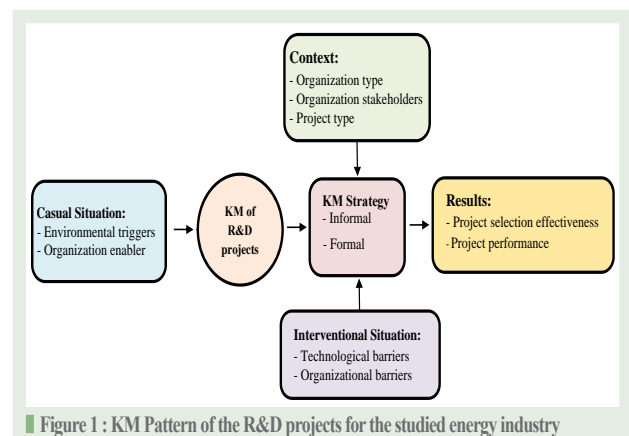 Context:
- Organization type
- Organization stakeholders
- Project type
Casual Situation:
- Environmental triggers
- Organization enabler
KM of
R&D
projects
KM Strategy
- Informal
- Formal
Results:
- Project selection effectiveness
- Project performance
Interventional Situation:
- Technological barriers
- Organizational barriers
Figure 1 : KM Pattern of the R&D projects for the studied energy industry